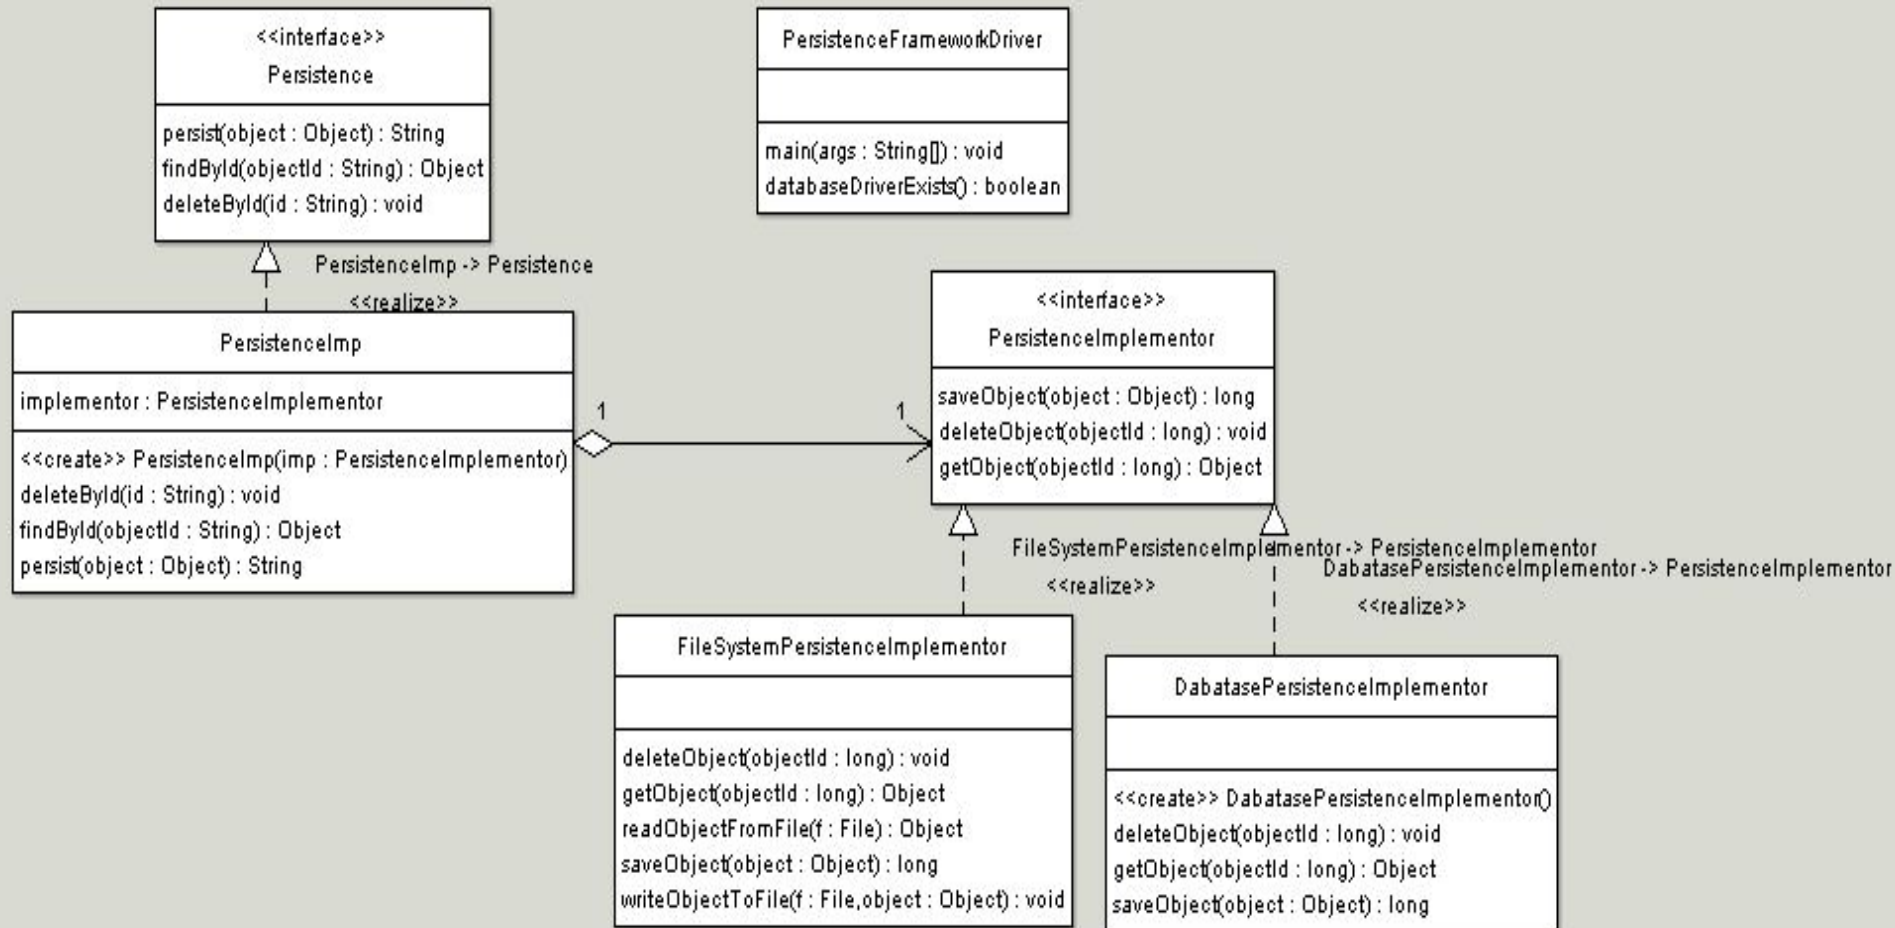 <<interface>>
Persistence
persist(object : Object) : String
findById(objectId : String) : Object
deleteById(id : String) : void
PersistenceFrameworkDriver
main(args : String[]) : void
databaseDriverExists() : boolean
PersistenceImp -> Persistence
<<realize>>
PersistenceImp
implementor : PersistenceImplementor
<<create>> PersistenceImp(imp : PersistenceImplementor)
deleteById(id : String) : void
findById(objectId : String) : Object
persist(object : Object) : String
1
1
<<interface>>
PersistenceImplementor
saveObject(object : Object) : long
deleteObject(objectId : long) : void
getObject(objectId : long) : Object
FileSystemPersistenceImplementor -> PersistenceImplementor
<<realize>>
DabatasePersistenceImplementor -> PersistenceImplementor
<<realize>>
FileSystemPersistenceImplementor
deleteObject(objectId : long) : void
getObject(objectId : long) : Object
readObjectFromFile(f : File) : Object
saveObject(object : Object) : long
writeObjectToFile(f : File,object : Object) : void
DabatasePersistenceImplementor
<<create>> DabatasePersistenceImplementor()
deleteObject(objectId : long) : void
getObject(objectId : long) : Object
saveObject(object : Object) : long